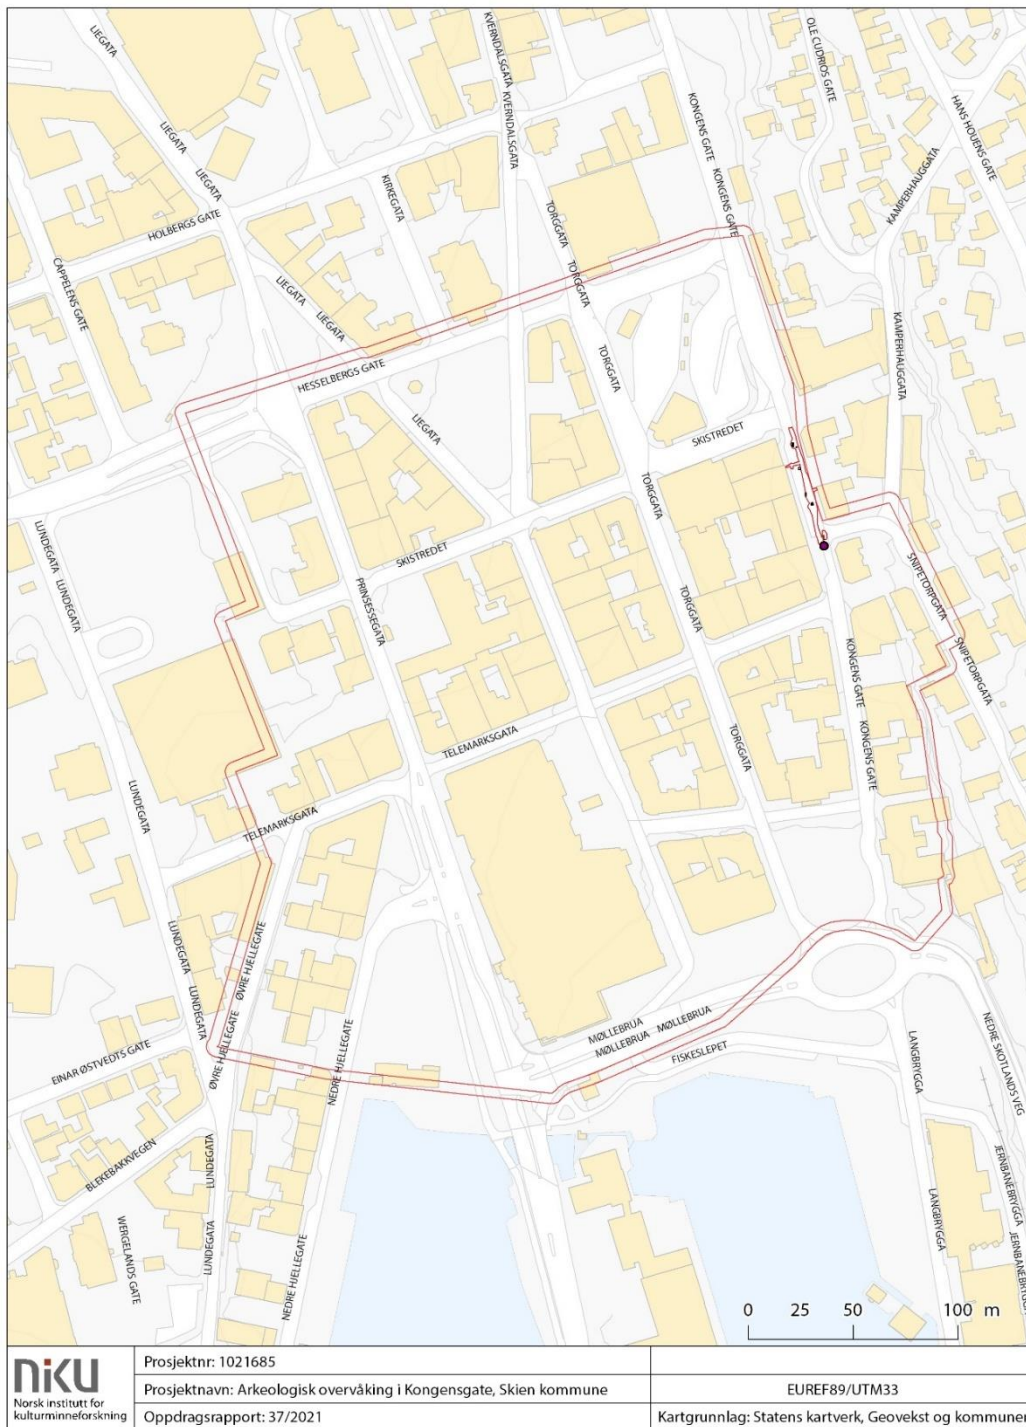 LIEGATA
LIEGATA
LIEGATA
KVERNDALSGATA
KVERNDALSGATA
KONGENS GATE
KONGENS GATE
OLE CUDRIOS GATE
HANS HOUENS GATE
KAMPERHAUGGATA
KAMPERHAUGGATA
KIRKEGATA
HOLBERGS GATE
CAPPELENS GATE
TORGGATA
TORGGATA
LIEGATA
LIEGATA
HESSELBERGS GATE
TORGGATA
LIEGATA
SKISTREDET
TORGGATA
SKISTREDET
LUNDEGATA
LUNDEGATA
PRINSESSEGATA
TORGGATA
SNIPETORPGATA
SNIPETORPGATA
KONGENS GATE
KONGENS GATE
TELEMARKSGATA
TORGGATA
LUNDEGATA
TELEMARKSGATA
LUNDEGATA
LUNDEGATA
ØVRE HJELLEGATE
ØVRE HJELLEGATE
NEDRE HJELLEGATE
EINAR ØSTVEDTS GATE
MØLLEBRUA
MØLLEBRUA
MØLLEBRUA
FISKESLEPET
LANGBRYGGA
NEDRE SKOTLANDS VEG
BLEKEBAKKVEGEN
LUNDEGATA
WERGELANDS GATE
LUNDEGATA
NEDRE HJELLEGATE
LANGBRYGGA
JERNBANEBRYGGA
JERNBANEBRYGGA
0 25 50 100 m
niku
Norsk institutt for
kulturminneforskning
Prosjektnr: 1021685
Prosjektnavn: Arkeologisk overvåking i Kongensgate, Skien kommune
EUREF89/UTM33
Oppdragsrapport: 37/2021
Kartgrunnlag: Statens kartverk, Geovekst og kommuner